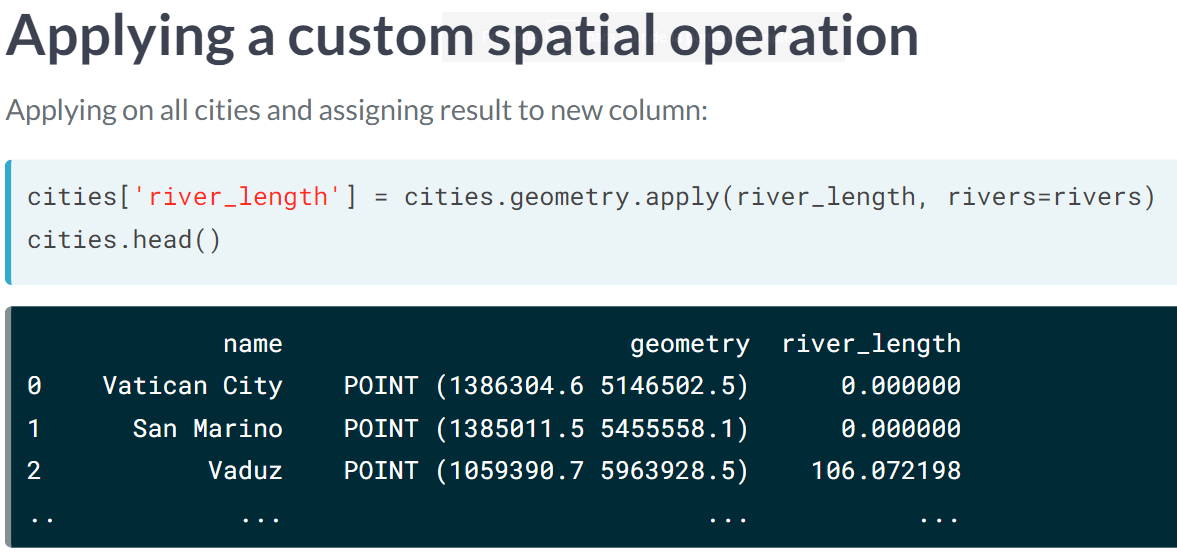 Applying a custom spatial operation
Applying on all cities and assigning result to new column:
cities['river_length'] = cities.geometry.apply(river_length, rivers=rivers)
cities.head()
name geometry river_length
0 Vatican City POINT (1386304.6 5146502.5) 0.000000
1 San Marino POINT (1385011.5 5455558.1) 0.000000
2 Vaduz POINT (1059390.7 5963928.5) 106.072198
.. ... ... ...